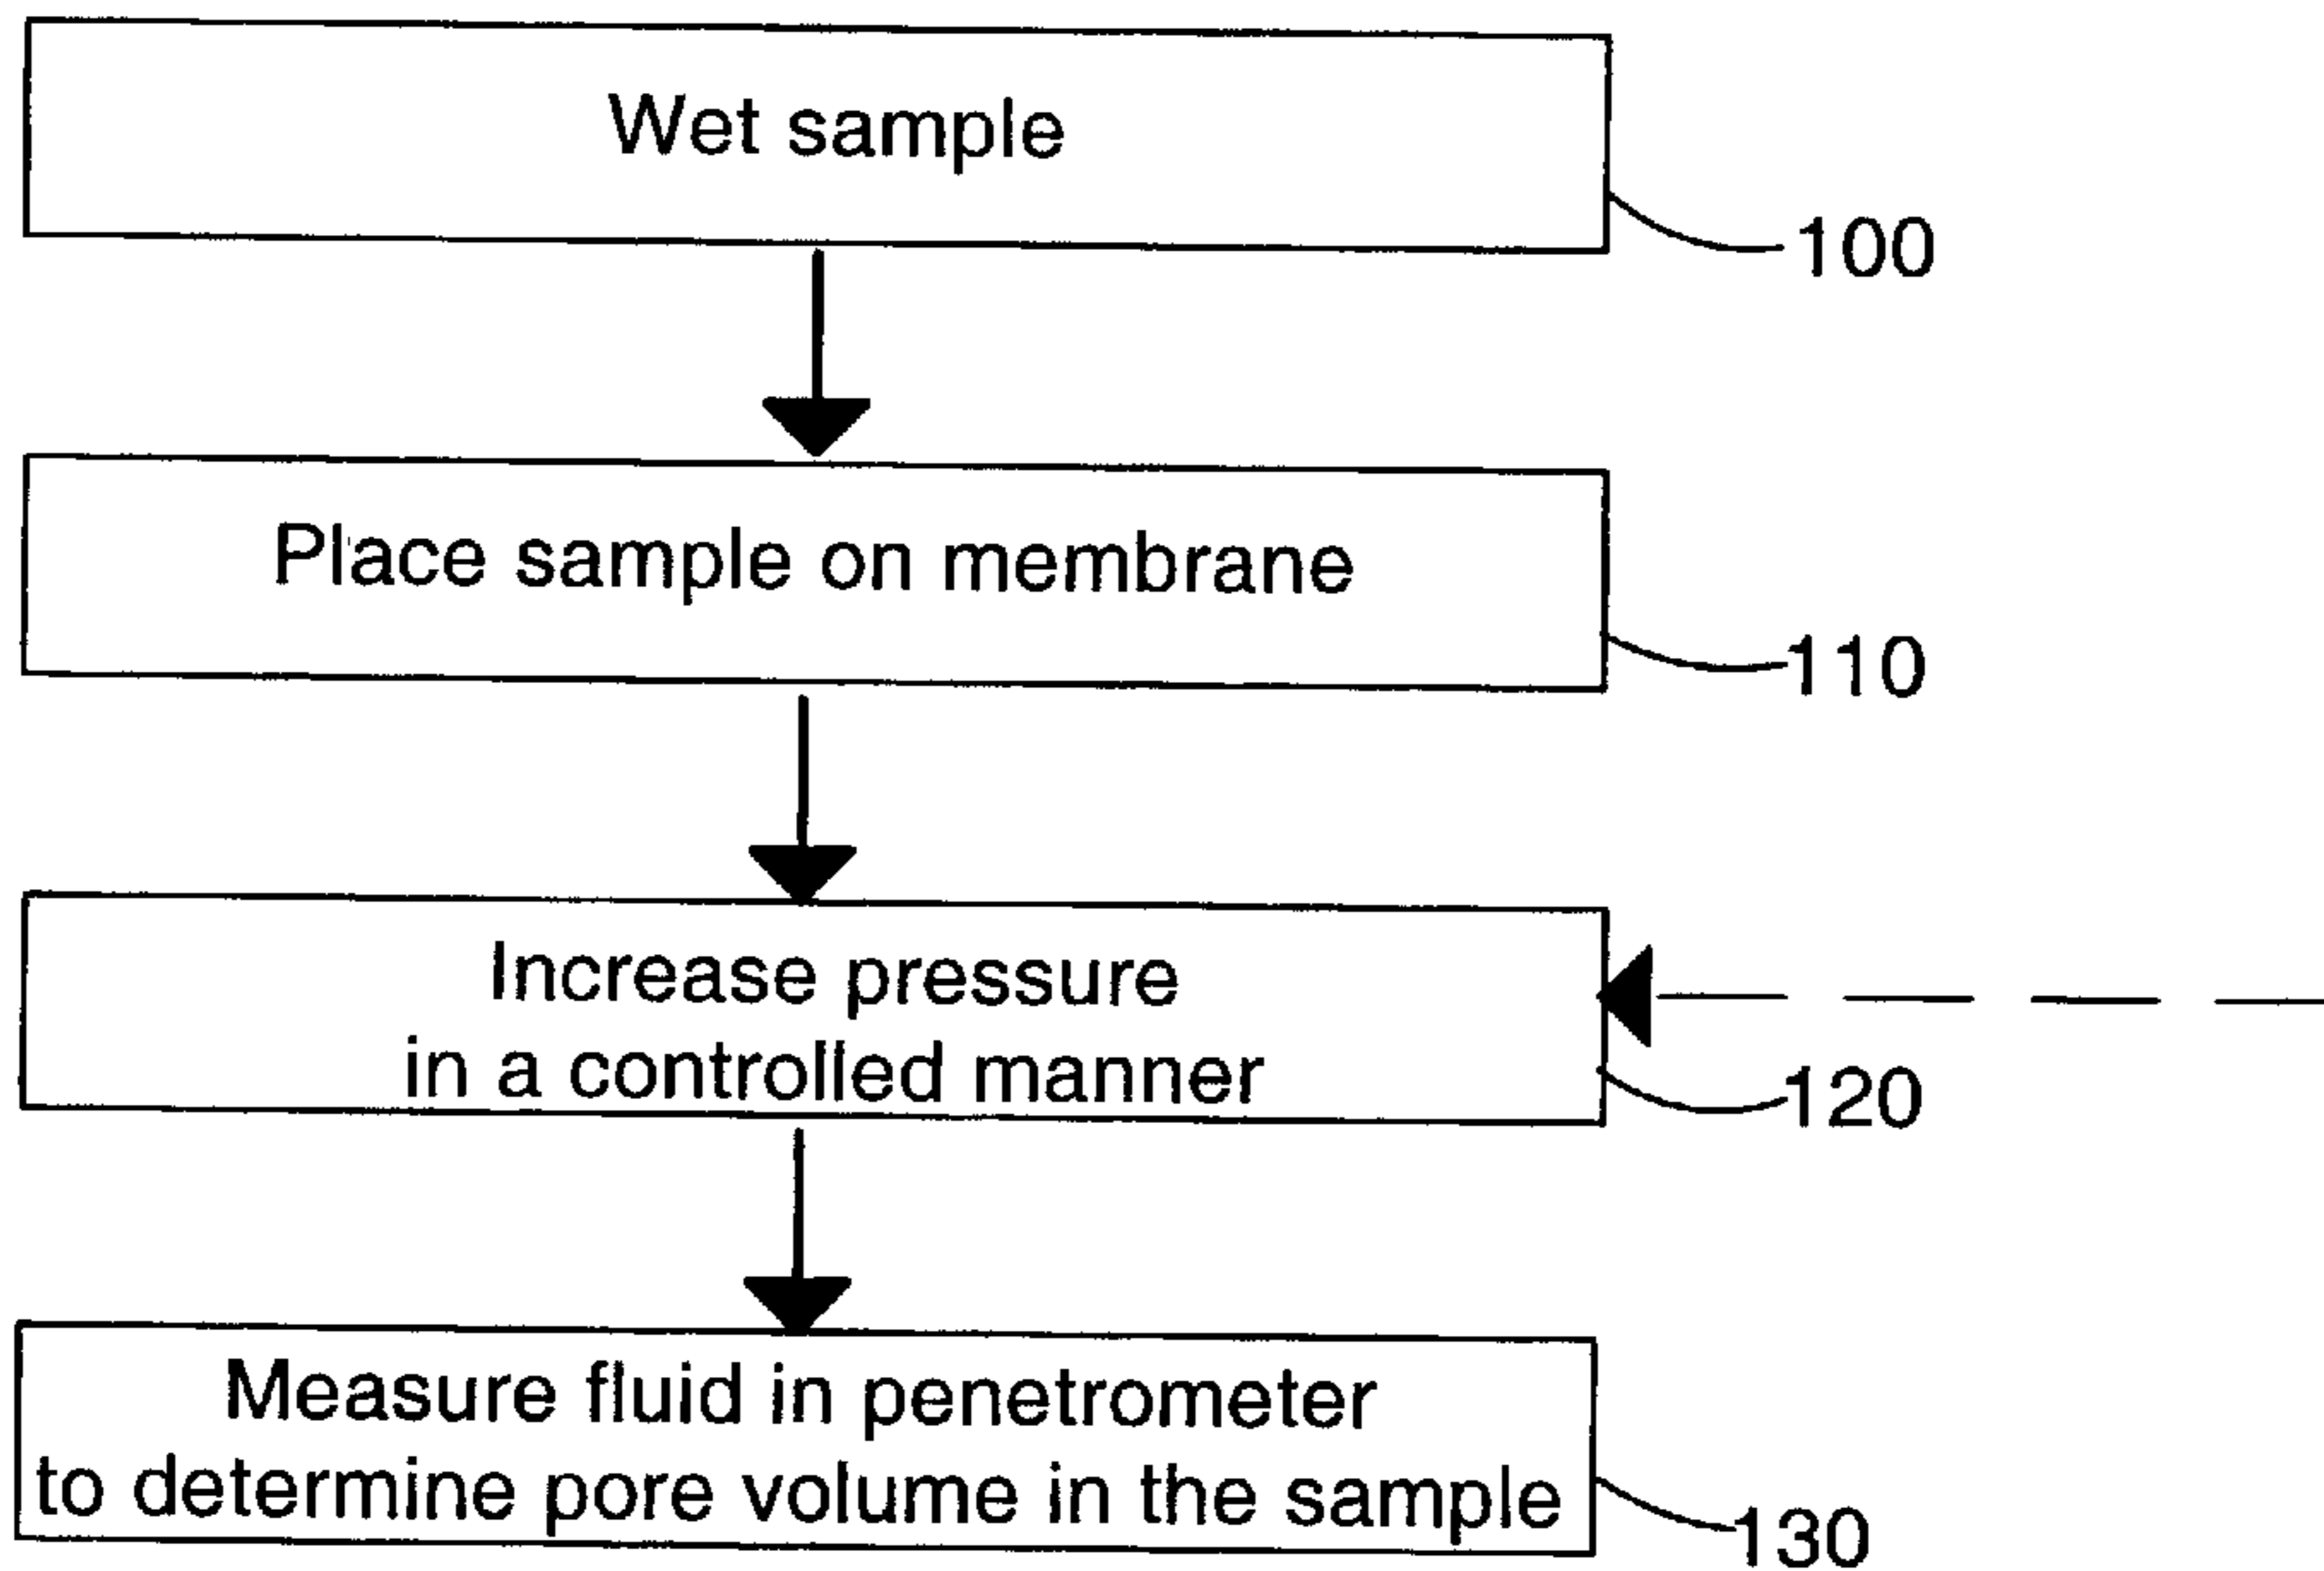 Wet sample
100
Place sample on membrane
110
Increase pressure
in a controlled manner
120
Measure fluid in penetrometer
to determine pore volume in the sample
130